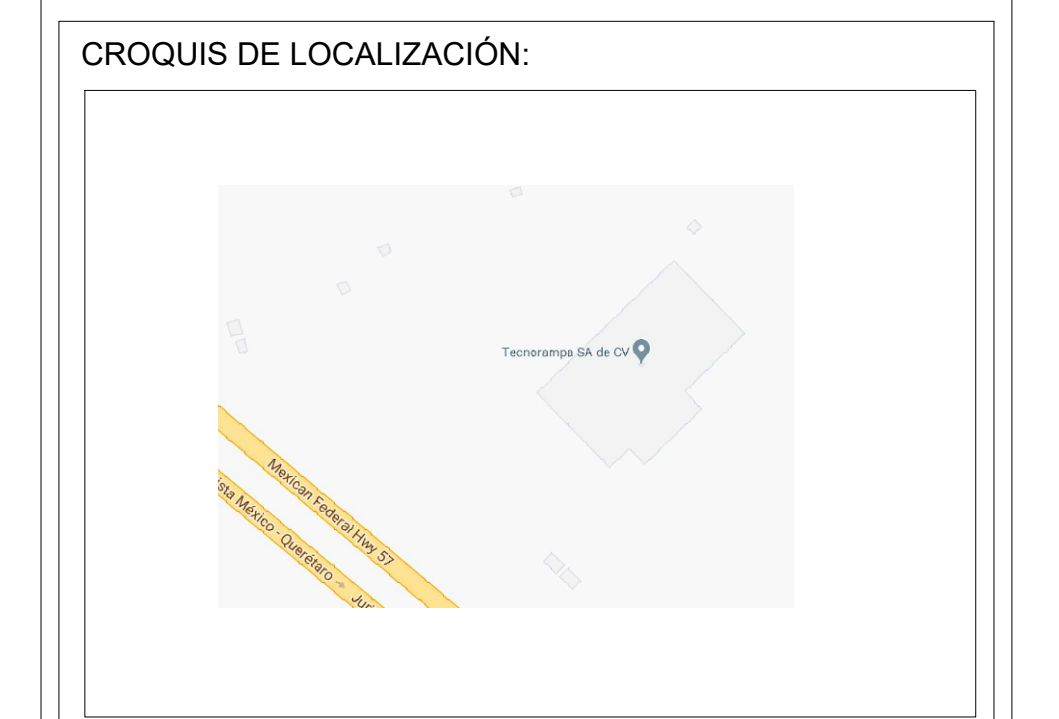 CROQUIS DE LOCALIZACIÓN:
Tecnorampa SA de CV
Mexican Federal Hwy 57
ista México - Querétaro